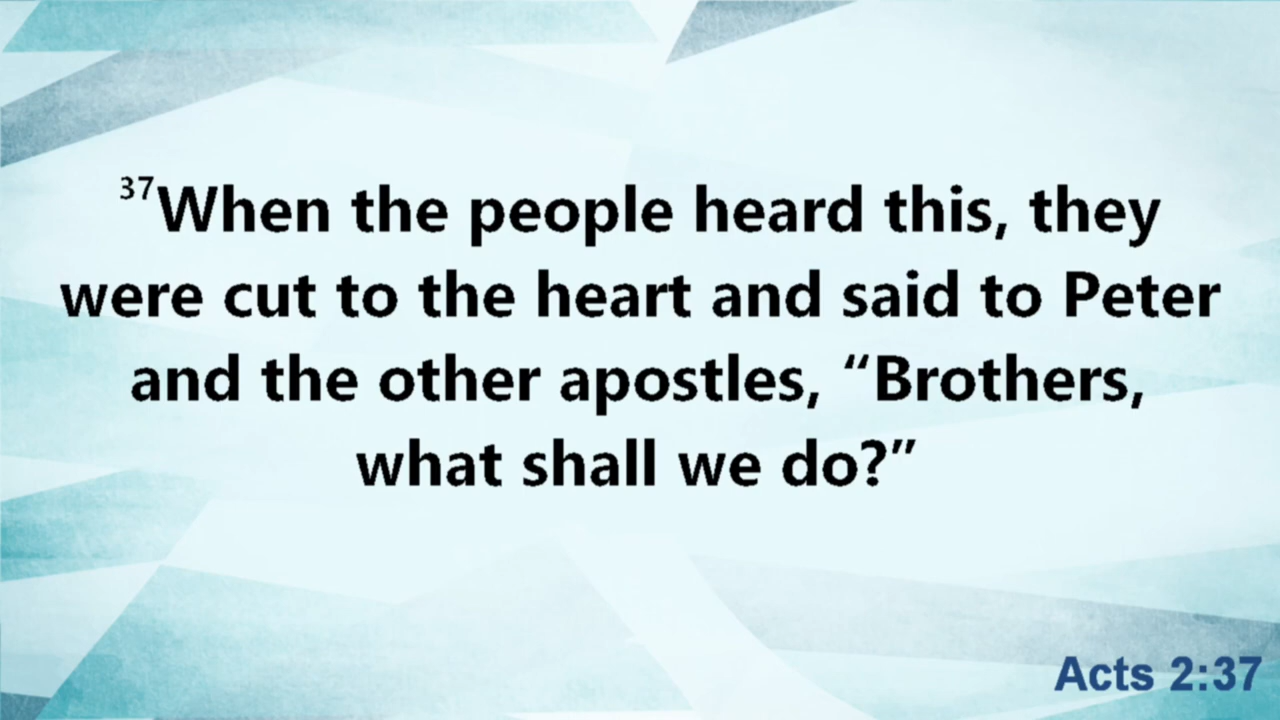 37When the people heard this, they
were cut to the heart and said to Peter
and the other apostles, “Brothers,
what shall we do?”
Acts 2:37